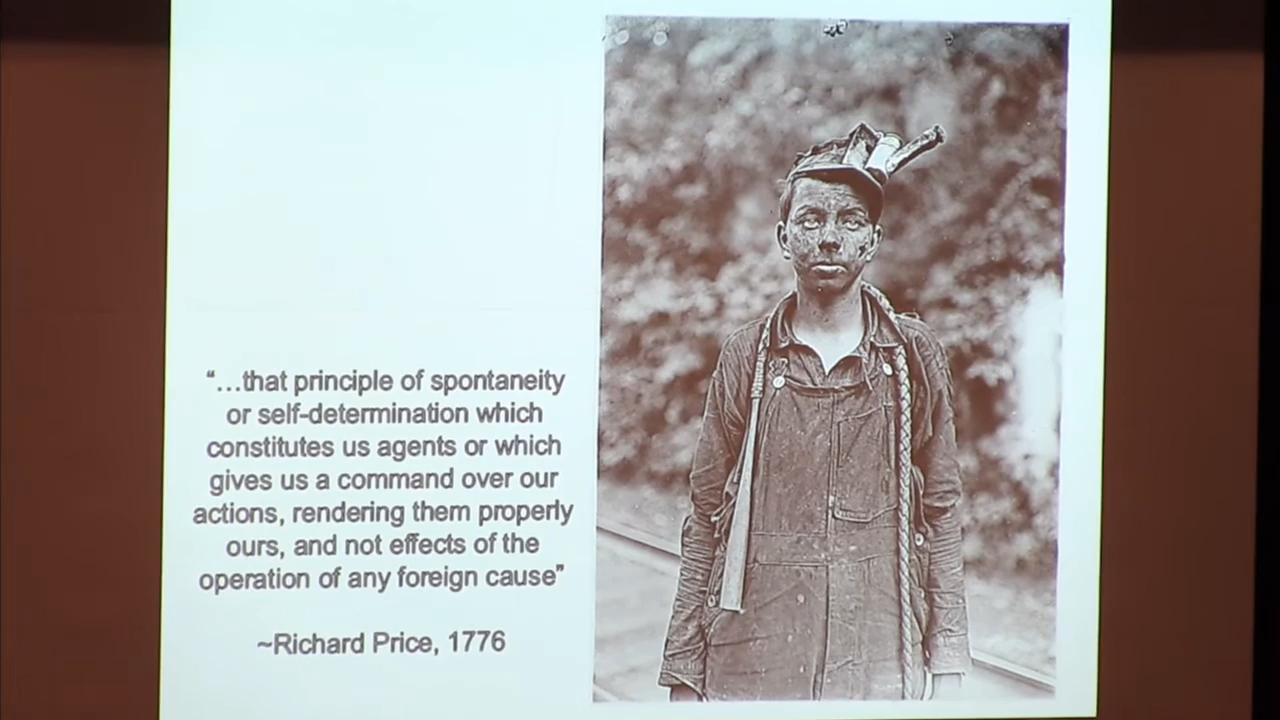 “…that principle of spontaneity
or self-determination which
constitutes us agents or which
gives us a command over our
actions, rendering them properly
ours, and not effects of the
operation of any foreign cause”
~Richard Price, 1776